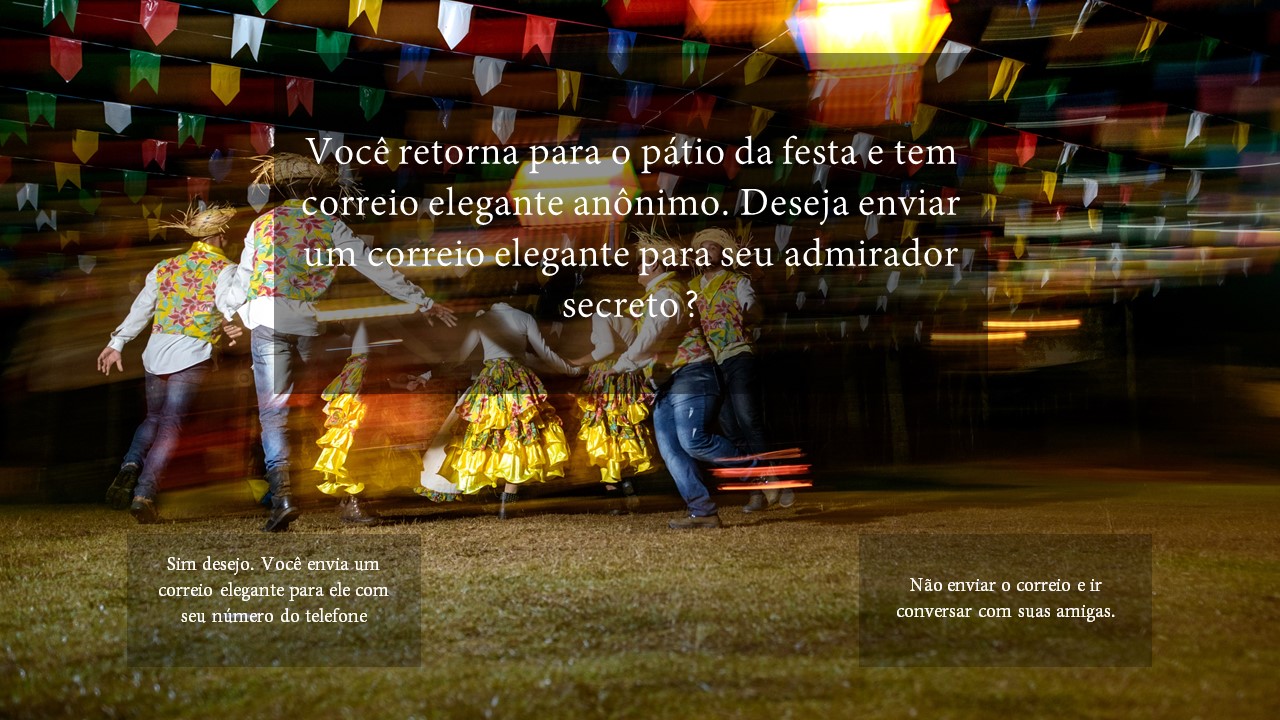 Você retorna para o pátio da festa e tem
correio elegante anônimo. Deseja enviar
um correio elegante para seu admirador
secreto?
Sim desejo. Você envia um
correio elegante para ele com
seu número do telefone
Não enviar o correio e ir
conversar com suas amigas.